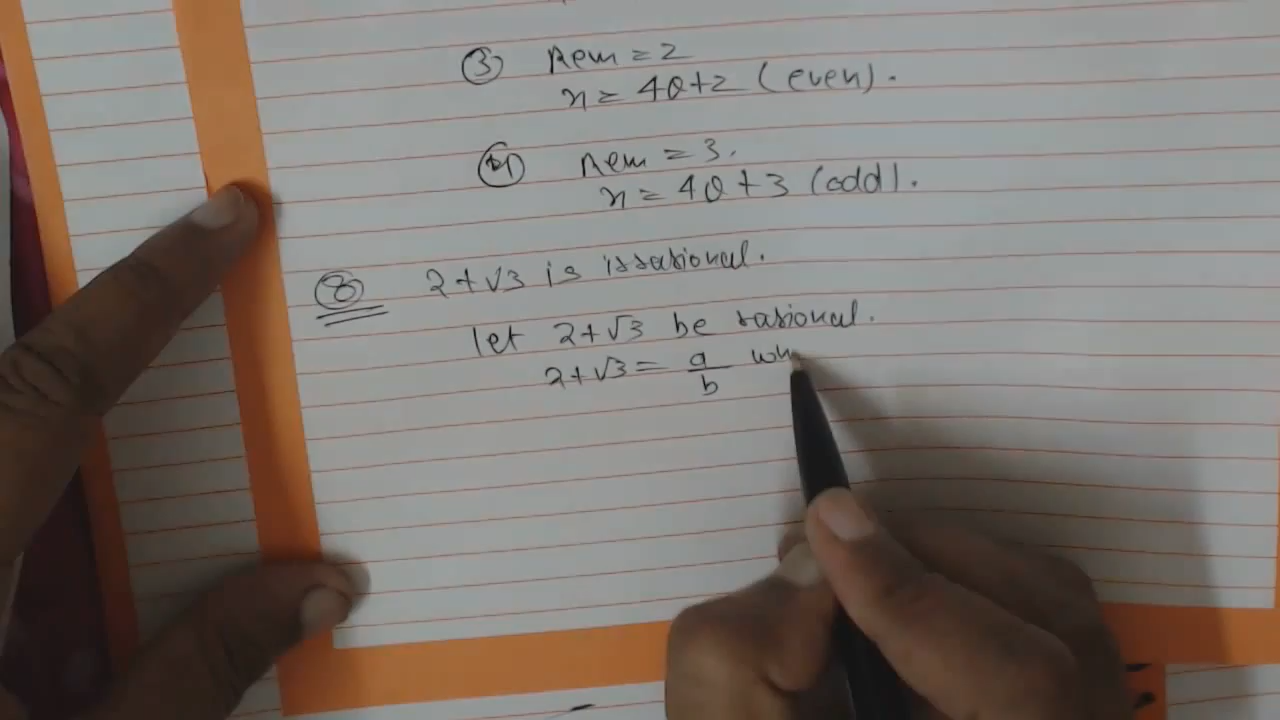 ③ Rem = 2
n = 4Q+2 (even).
④ Rem = 3.
n = 4Q+3 (odd).
⑧ 2+√3 is irrational.
let 2+√3 be rational.
2+√3 = a/b wh